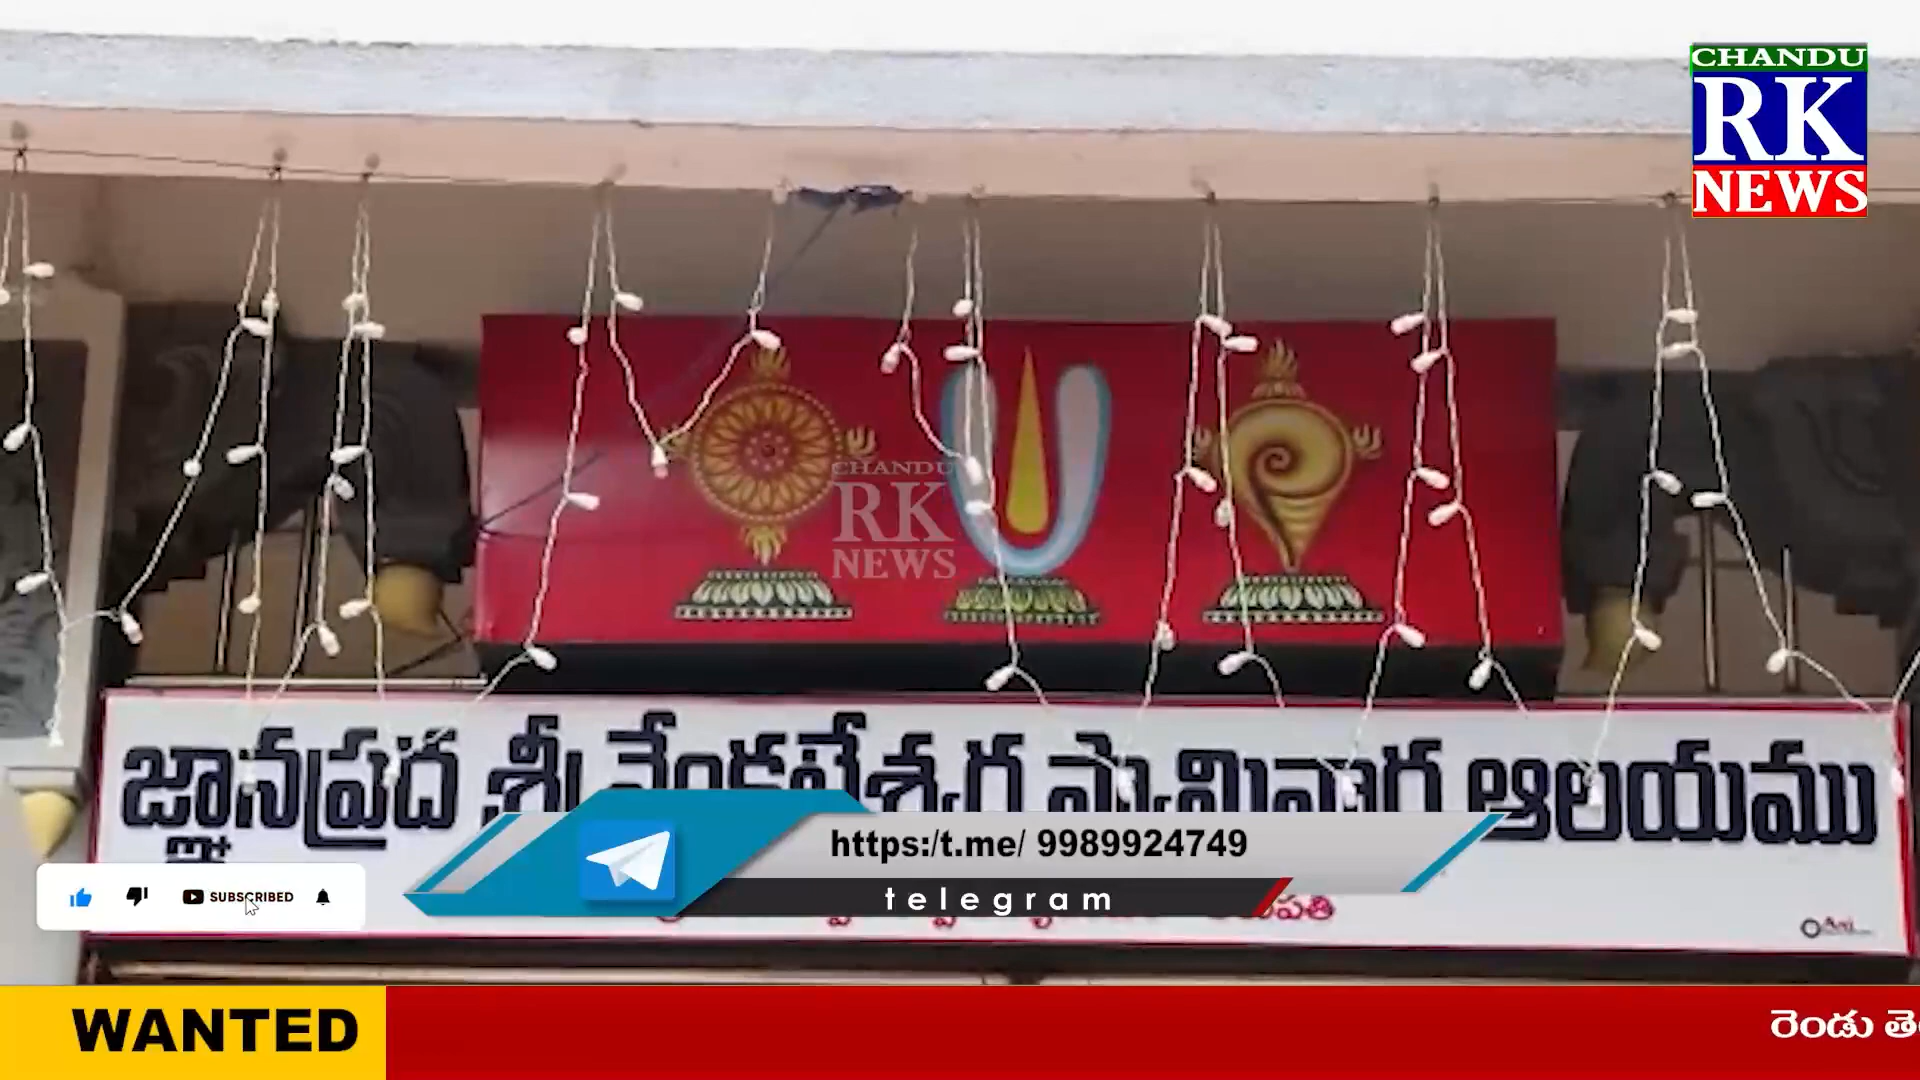 CHANDU
RK
NEWS
CHANDU
RK
NEWS
జ్ఞానప్రద శ్రీ వేంకటేశ్వర స్వామివారి ఆలయము
https:/t.me/ 9989924749
telegram
SUBSCRIBED
WANTED
రెండు